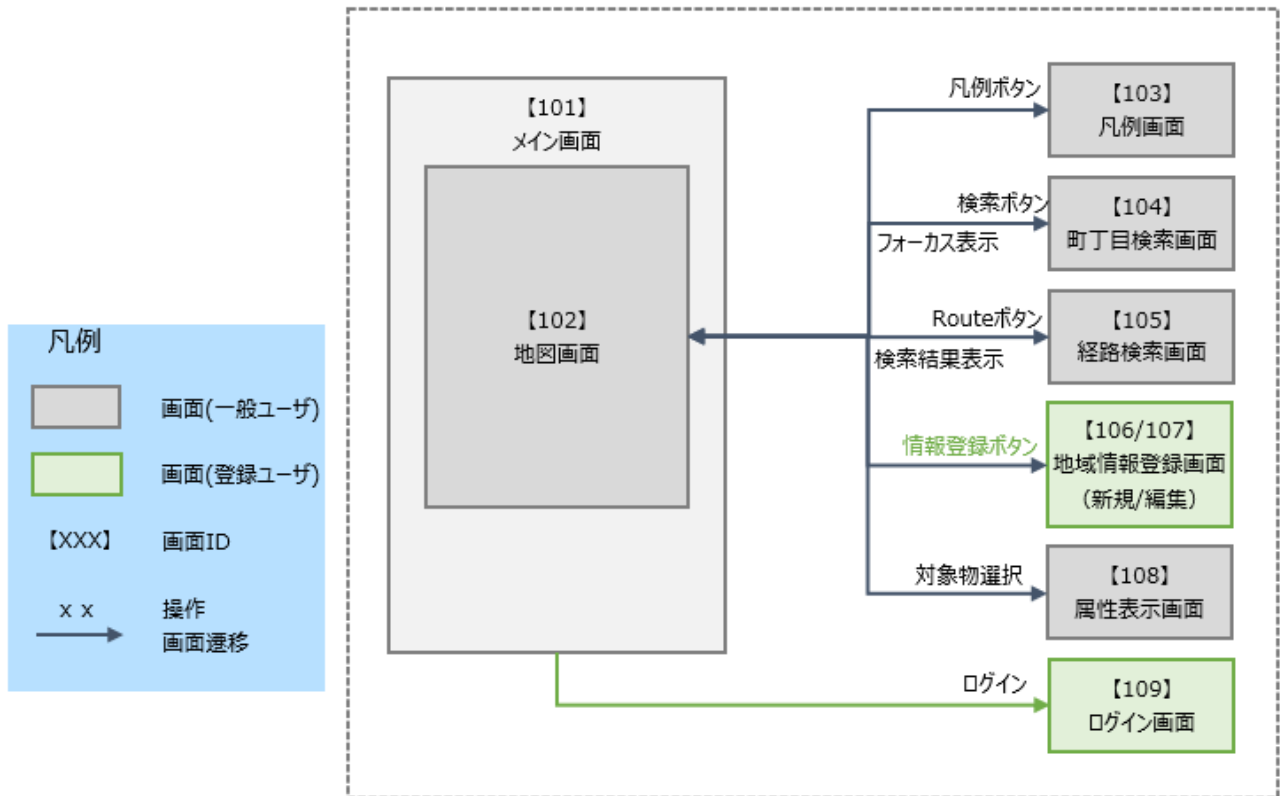 凡例
画面(一般ユーザ)
画面(登録ユーザ)
【XXX】
画面ID
x x
操作
画面遷移
【101】
メイン画面
【102】
地図画面
凡例ボタン
【103】
凡例画面
検索ボタン
フォーカス表示
【104】
町丁目検索画面
Routeボタン
検索結果表示
【105】
経路検索画面
情報登録ボタン
【106/107】
地域情報登録画面
（新規/編集）
対象物選択
【108】
属性表示画面
ログイン
【109】
ログイン画面